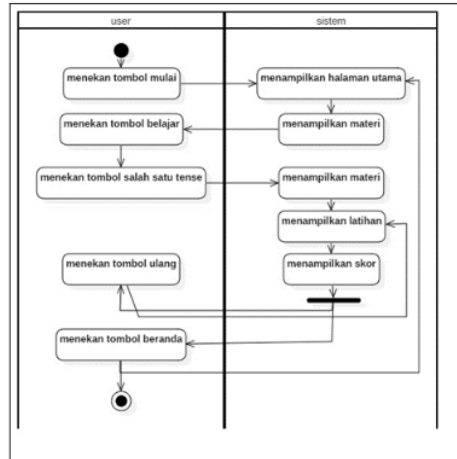 user
sistem
menekan tombol mulai
menampilkan halaman utama
menekan tombol belajar
menampilkan materi
menekan tombol salah satu tense
menampilkan materi
menampilkan latihan
menekan tombol ulang
menampilkan skor
menekan tombol beranda